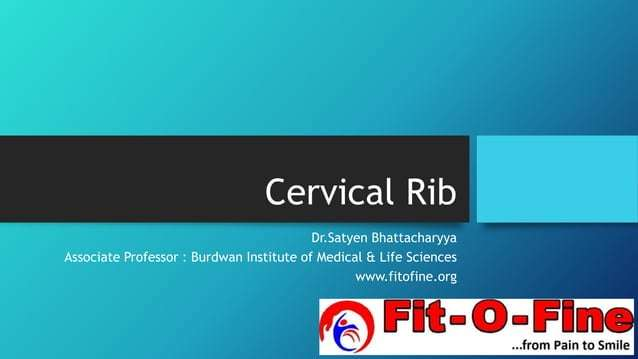 Cervical Rib
Dr.Satyen Bhattacharyya
Associate Professor : Burdwan Institute of Medical & Life Sciences
www.fitofine.org
Fit-O-Fine
...from Pain to Smile